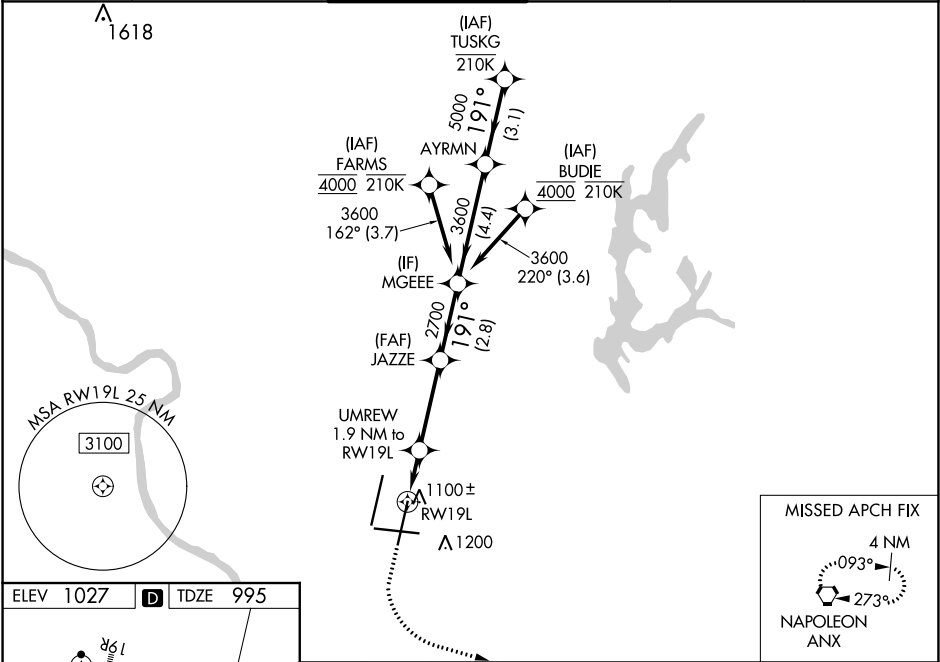 1618
(IAF)
TUSKG
210K
5000
191°
(3.1)
(IAF)
FARMS
4000 210K
AYRMN
(IAF)
BUDIE
4000 210K
3600
162° (3.7)
3600
(4.4)
3600
220° (3.6)
(IF)
MGEEE
2700
191°
(2.8)
(FAF)
JAZZE
MSA RW19L 25 NM
3100
UMREW
1.9 NM to
RW19L
1100±
RW19L
1200
MISSED APCH FIX
4 NM
093°
273°
NAPOLEON
ANX
ELEV 1027 D TDZE 995
19R